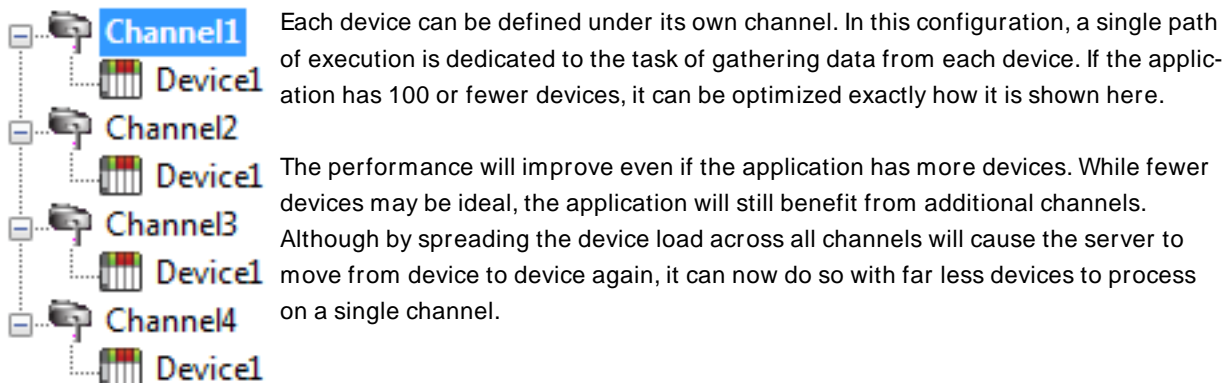 Channel1
Device1
Channel2
Device1
Channel3
Device1
Channel4
Device1
Each device can be defined under its own channel. In this configuration, a single path
of execution is dedicated to the task of gathering data from each device. If the applic-
ation has 100 or fewer devices, it can be optimized exactly how it is shown here.
The performance will improve even if the application has more devices. While fewer
devices may be ideal, the application will still benefit from additional channels.
Although by spreading the device load across all channels will cause the server to
move from device to device again, it can now do so with far less devices to process
on a single channel.